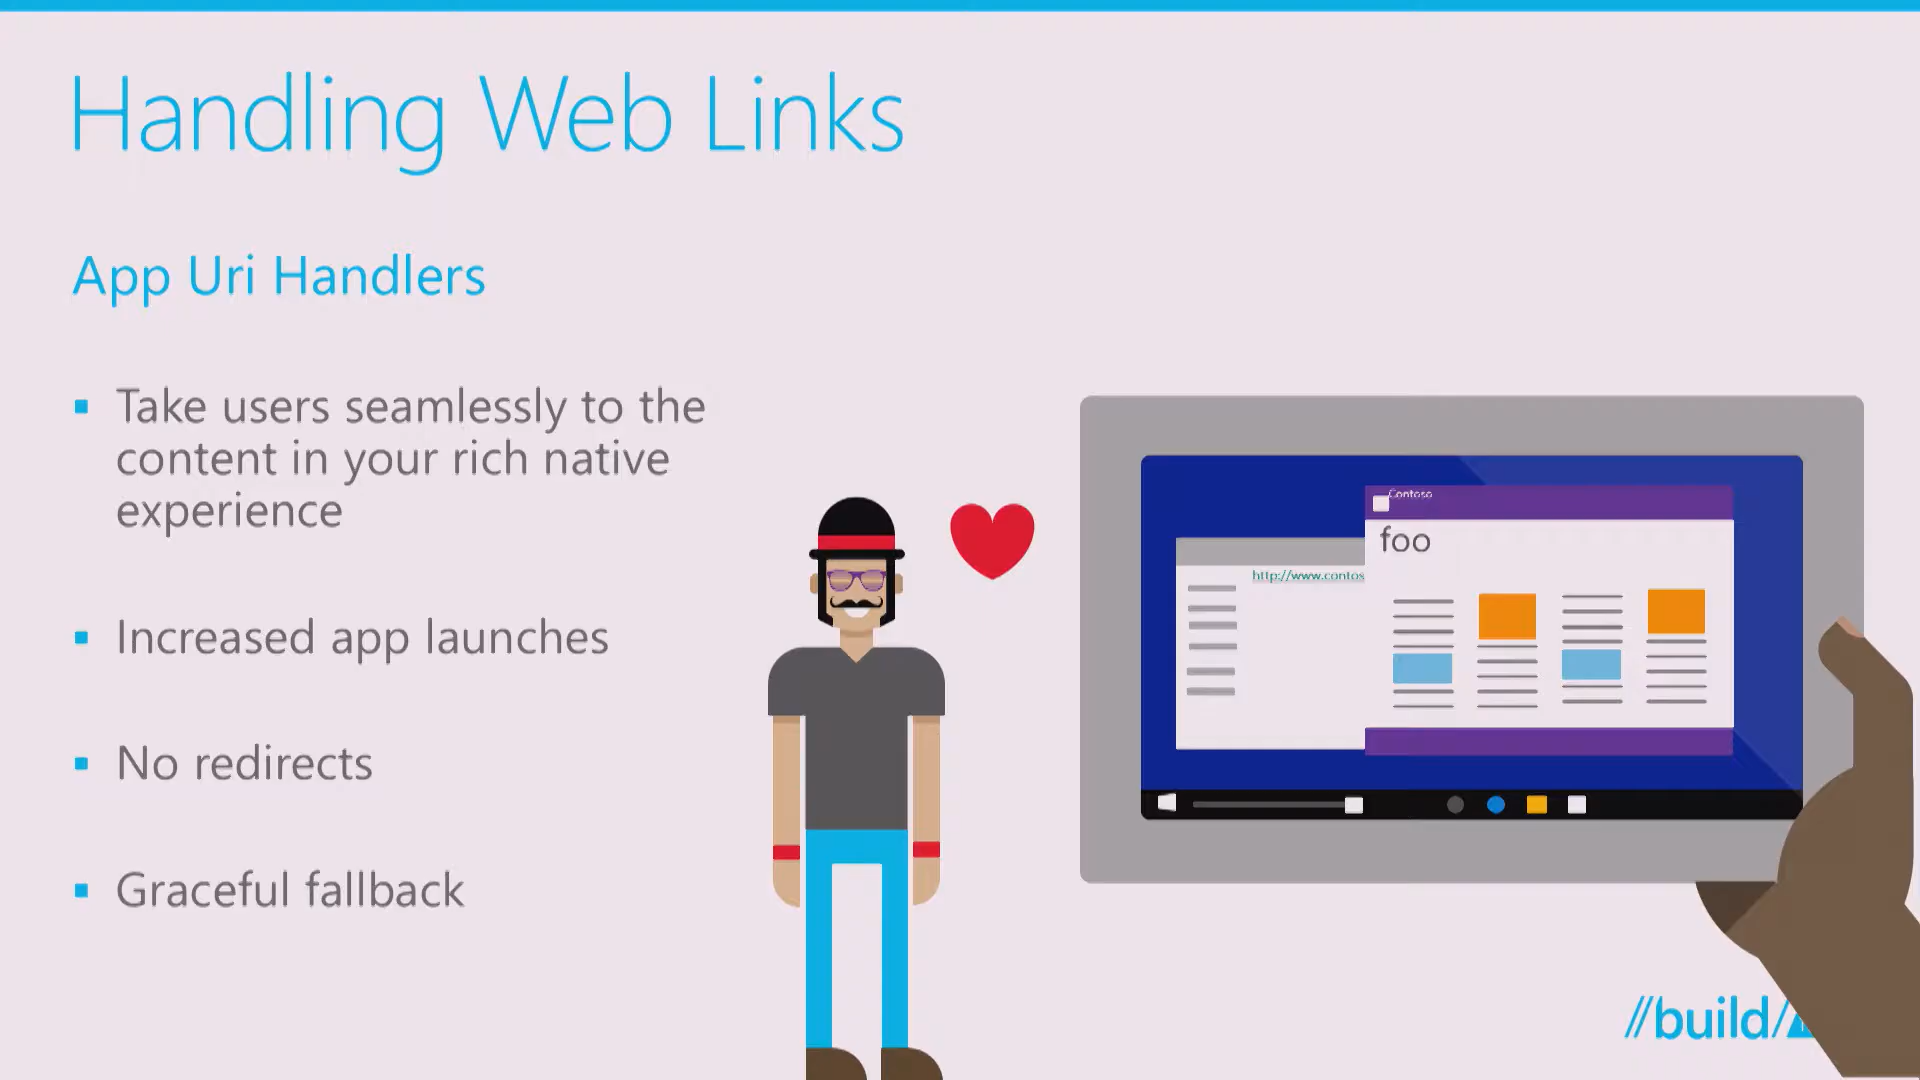 Handling Web Links
App Uri Handlers
Take users seamlessly to the
content in your rich native
experience
Increased app launches
No redirects
Graceful fallback
Contoso
foo
http://www.contos
//build/